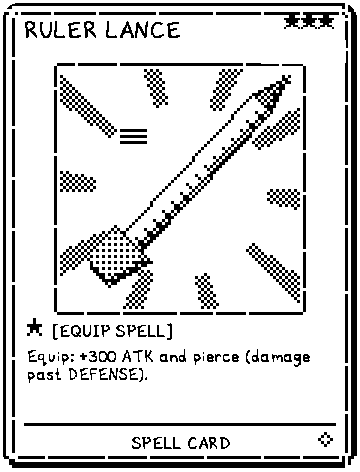 RULER LANCE
[EQUIP SPELL]
Equip: +300 ATK and pierce (damage
past DEFENSE).
SPELL CARD